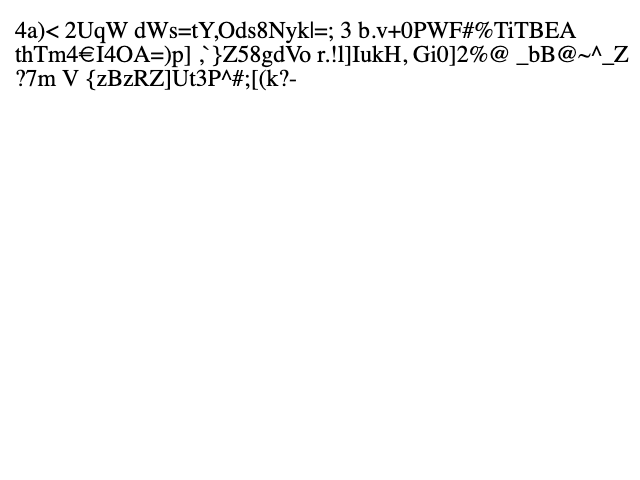 4a)< 2UqW dWs=tY,Ods8Nyk|=; 3 b.v+0PWF#%TiTBEA
thTm4€I4OA=)p] ,`}Z58gdVo r.!l]IukH, Gi0]2%@ _bB@~^_Z
?7m V {zBzRZ]Ut3P^#;[(k?-